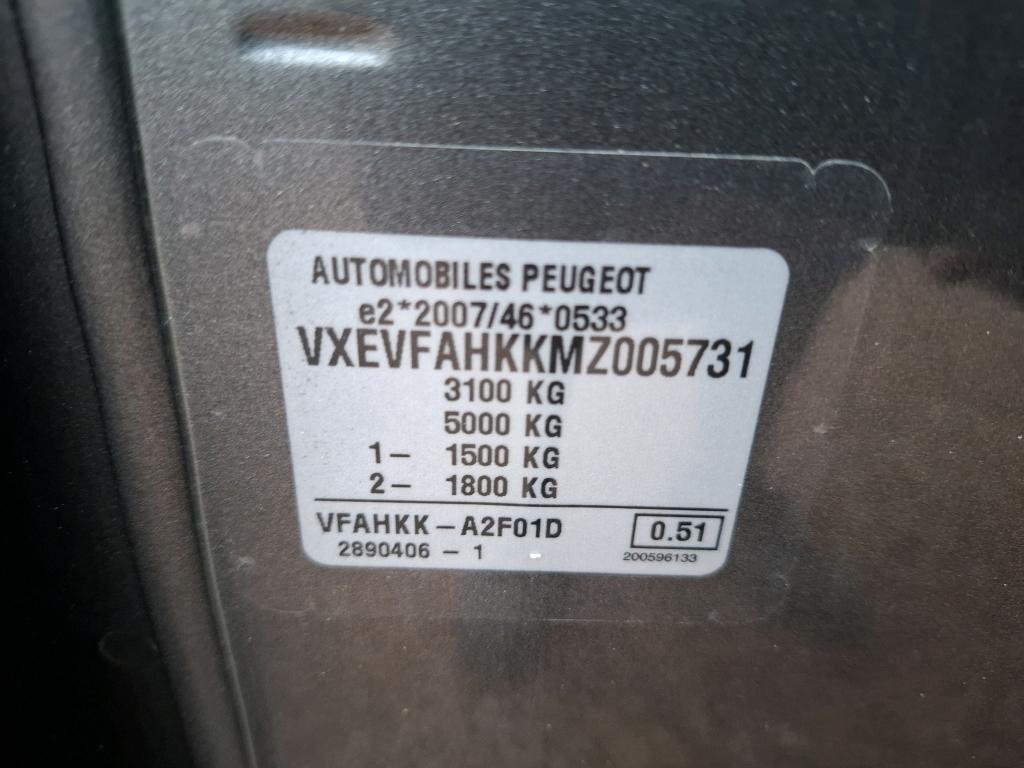 AUTOMOBILES PEUGEOT
e2*2007/46*0533
VXEVFAHKKMZ005731
3100 KG
5000 KG
1- 1500 KG
2- 1800 KG
VFAHKK-A2F01D 0.51
2890406-1 200596133